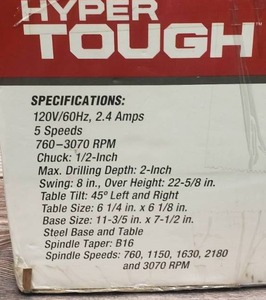 HYPER
TOUGH
SPECIFICATIONS:
120V/60Hz, 2.4 Amps
5 Speeds
760–3070 RPM
Chuck: 1/2-Inch
Max. Drilling Depth: 2-Inch
Swing: 8 in., Over Height: 22-5/8 in.
Table Tilt: 45° Left and Right
Table Size: 6 1/4 in. x 6 1/8 in.
Base Size: 11-3/5 in. x 7-1/2 in.
Steel Base and Table
Spindle Taper: B16
Spindle Speeds: 760, 1150, 1630, 2180
and 3070 RPM